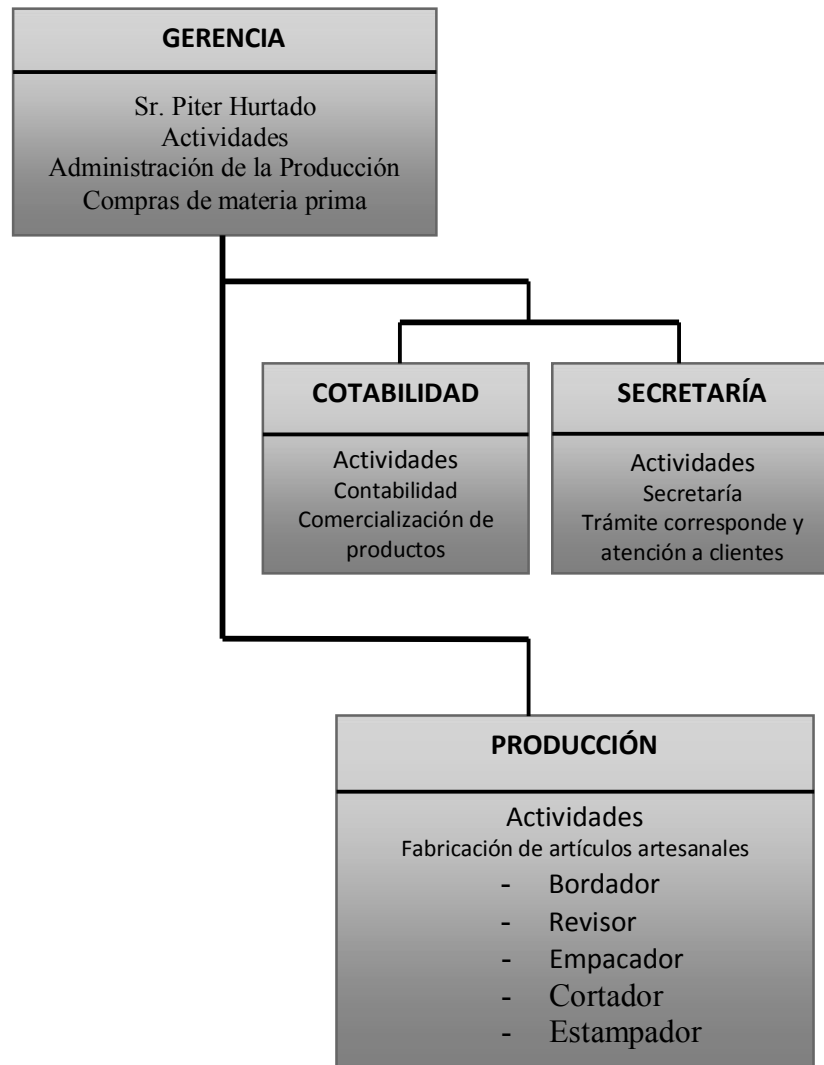 GERENCIA
Sr. Piter Hurtado
Actividades
Administración de la Producción
Compras de materia prima
COTABILIDAD
Actividades
Contabilidad
Comercialización de
productos
SECRETARÍA
Actividades
Secretaría
Trámite corresponde y
atención a clientes
PRODUCCIÓN
Actividades
Fabricación de artículos artesanales
- Bordador
- Revisor
- Empacador
- Cortador
- Estampador